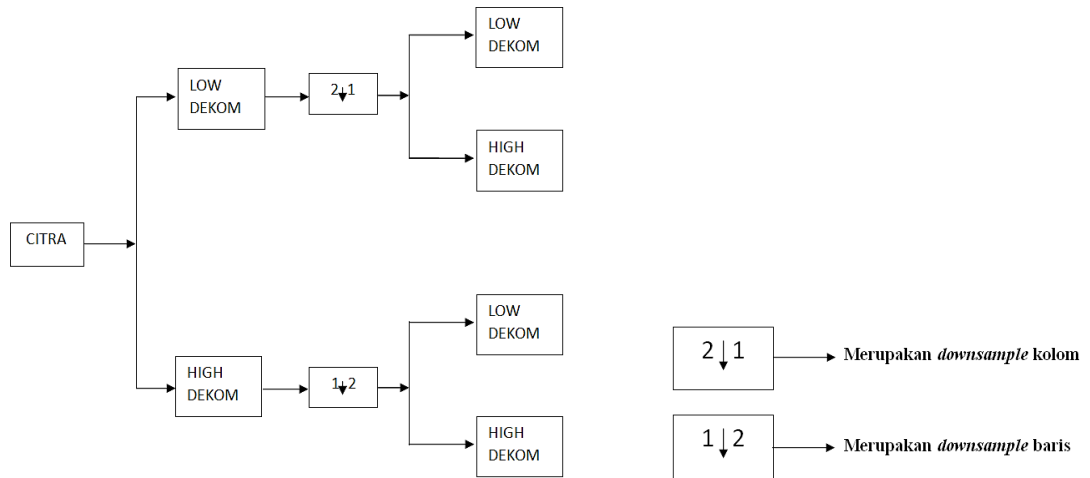 LOW
DEKOM
LOW
DEKOM
2↓1
HIGH
DEKOM
CITRA
LOW
DEKOM
HIGH
DEKOM
1↓2
HIGH
DEKOM
2↓1
Merupakan downsample kolom
1↓2
Merupakan downsample baris